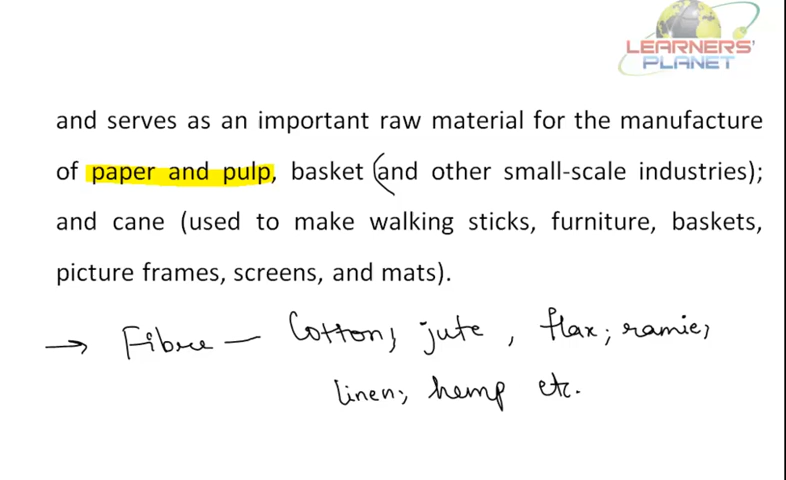 LEARNERS'
PLANET
and serves as an important raw material for the manufacture
of paper and pulp, basket (and other small-scale industries);
and cane (used to make walking sticks, furniture, baskets,
picture frames, screens, and mats).
→ Fibre — Cotton, jute, flax; ramie,
linen; hemp etc.